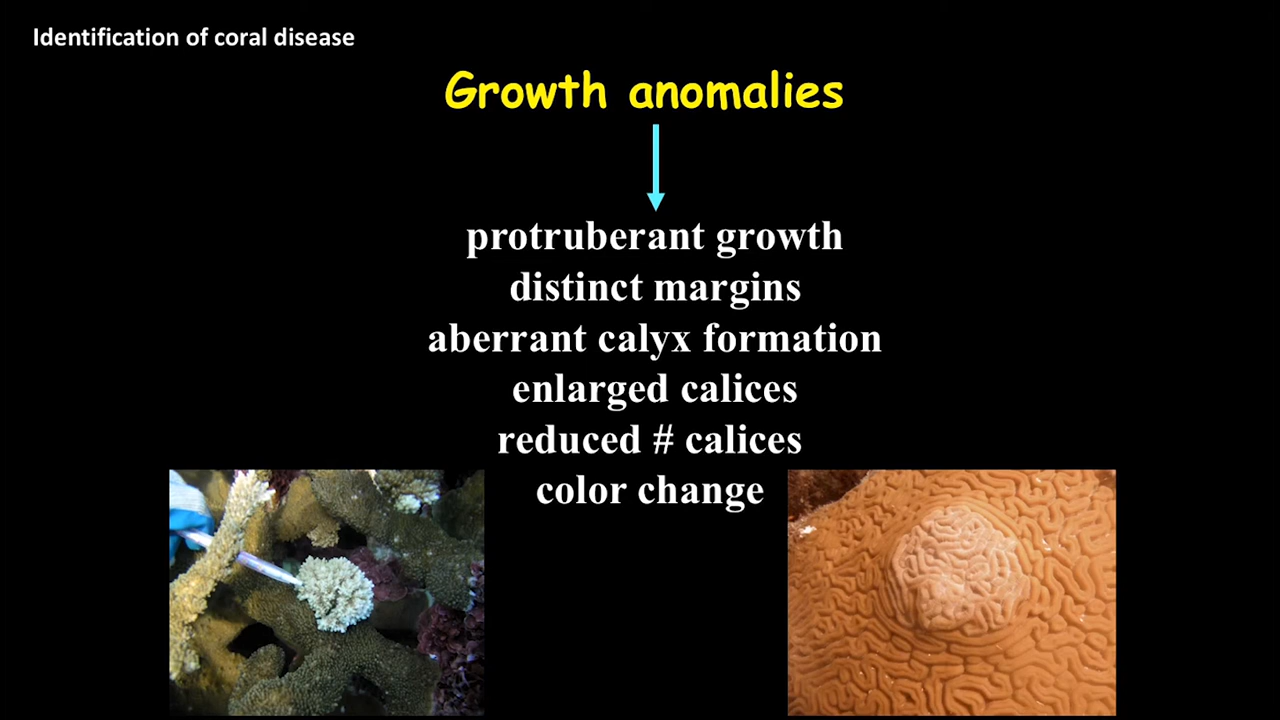 Identification of coral disease
Growth anomalies
protruberant growth
distinct margins
aberrant calyx formation
enlarged calices
reduced # calices
color change